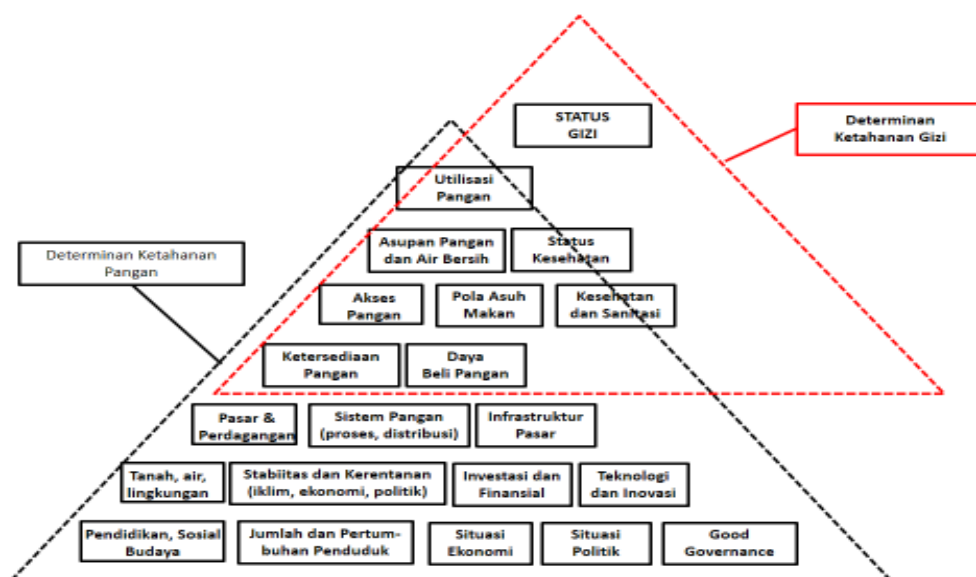 STATUS
GIZI
Determinan
Ketahanan Gizi
Utilisasi
Pangan
Determinan Ketahanan
Pangan
Asupan Pangan
dan Air Bersih
Status
Kesehatan
Akses
Pangan
Pola Asuh
Makan
Kesehatan
dan Sanitasi
Ketersediaan
Pangan
Daya
Beli Pangan
Pasar &
Perdagangan
Sistem Pangan
(proses, distribusi)
Infrastruktur
Pasar
Tanah, air,
lingkungan
Stabiitas dan Kerentanan
(iklim, ekonomi, politik)
Investasi dan
Finansial
Teknologi
dan Inovasi
Pendidikan, Sosial
Budaya
Jumlah dan Pertum-
buhan Penduduk
Situasi
Ekonomi
Situasi
Politik
Good
Governance